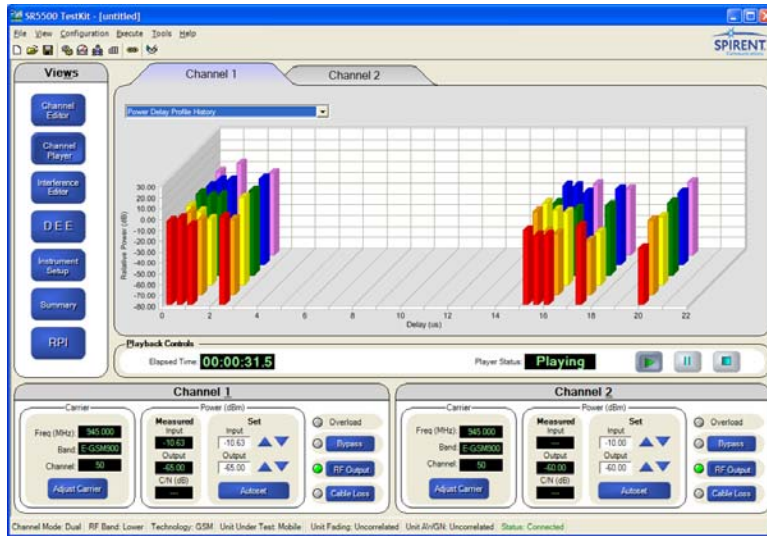 SR5500 TestKit - [untitled]
File View Configuration Execute Tools Help
SPIRENT
Communications
Views
Channel Editor
Channel Player
Interference Editor
DEE
Instrument Setup
Summary
RPI
Channel 1
Channel 2
Power Delay Profile History
Relative Power (dB)
30.00
20.00
10.00
0.00
-10.00
-20.00
-30.00
-40.00
-50.00
-60.00
-70.00
-80.00
0 2 4 6 8 10 12 14 16 18 20 22
Delay (us)
Playback Controls
Elapsed Time: 00:00:31.5
Player Status: Playing
Channel 1
Carrier
Freq (MHz): 945.000
Band: E-GSM900
Channel: 50
Adjust Carrier
Power (dBm)
Measured
Input
-10.63
Output
-65.00
C/N (dB)
---
Set
Input
-10.63
Output
-65.00
Autoset
Overload
Bypass
RF Output
Cable Loss
Channel 2
Carrier
Freq (MHz): 945.000
Band: E-GSM900
Channel: 50
Adjust Carrier
Power (dBm)
Measured
Input
---
Output
-60.00
C/N (dB)
---
Set
Input
-10.00
Output
-60.00
Autoset
Overload
Bypass
RF Output
Cable Loss
Channel Mode: Dual RF Band: Lower Technology: GSM Unit Under Test: Mobile Unit Fading: Uncorrelated Unit AWGN: Uncorrelated Status: Connected